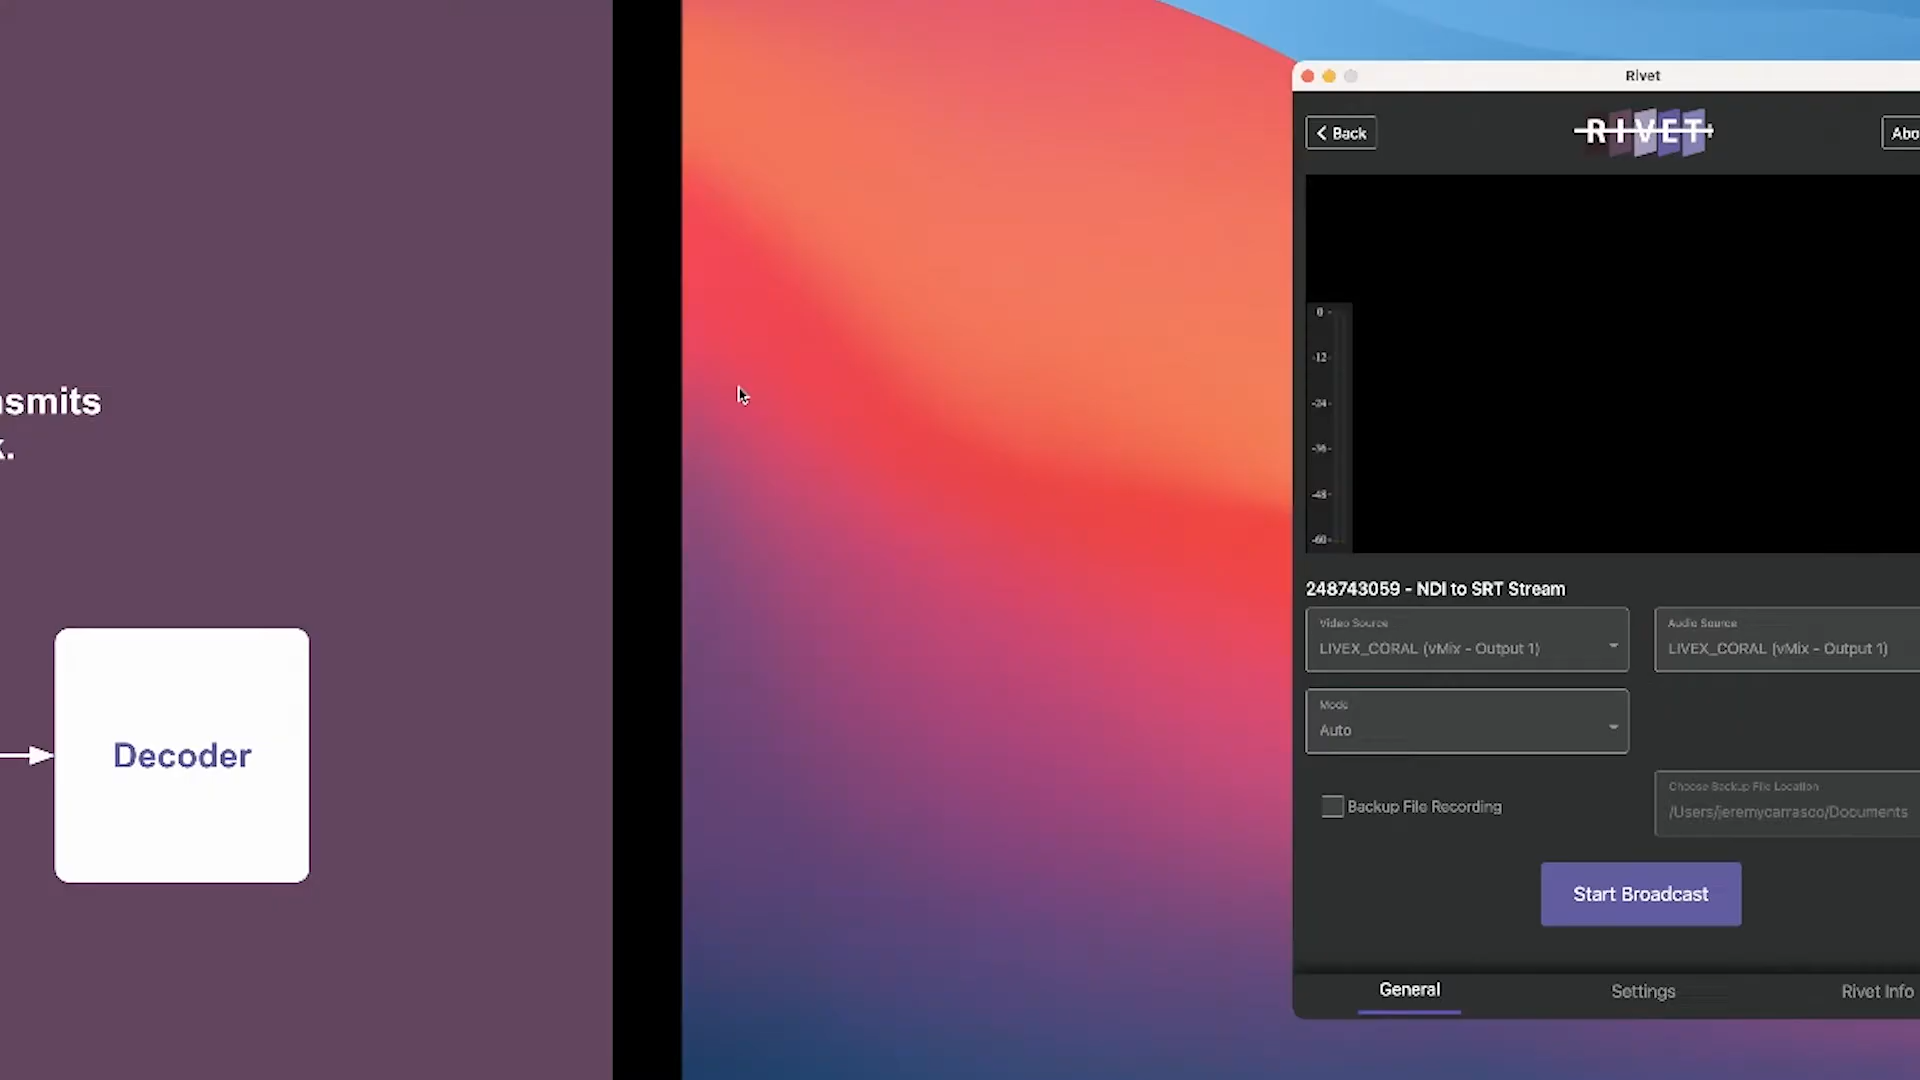 nsmits
k.
Decoder
Rivet
Back
RIVET
Abo
0
-12
-24
-36
-48
-60
248743059 - NDI to SRT Stream
Video Source
LIVEX_CORAL (vMix - Output 1)
Audio Source
LIVEX_CORAL (vMix - Output 1)
Mode
Auto
Backup File Recording
Choose Backup File Location
/Users/jeremycarrasco/Documents
Start Broadcast
General
Settings
Rivet Info